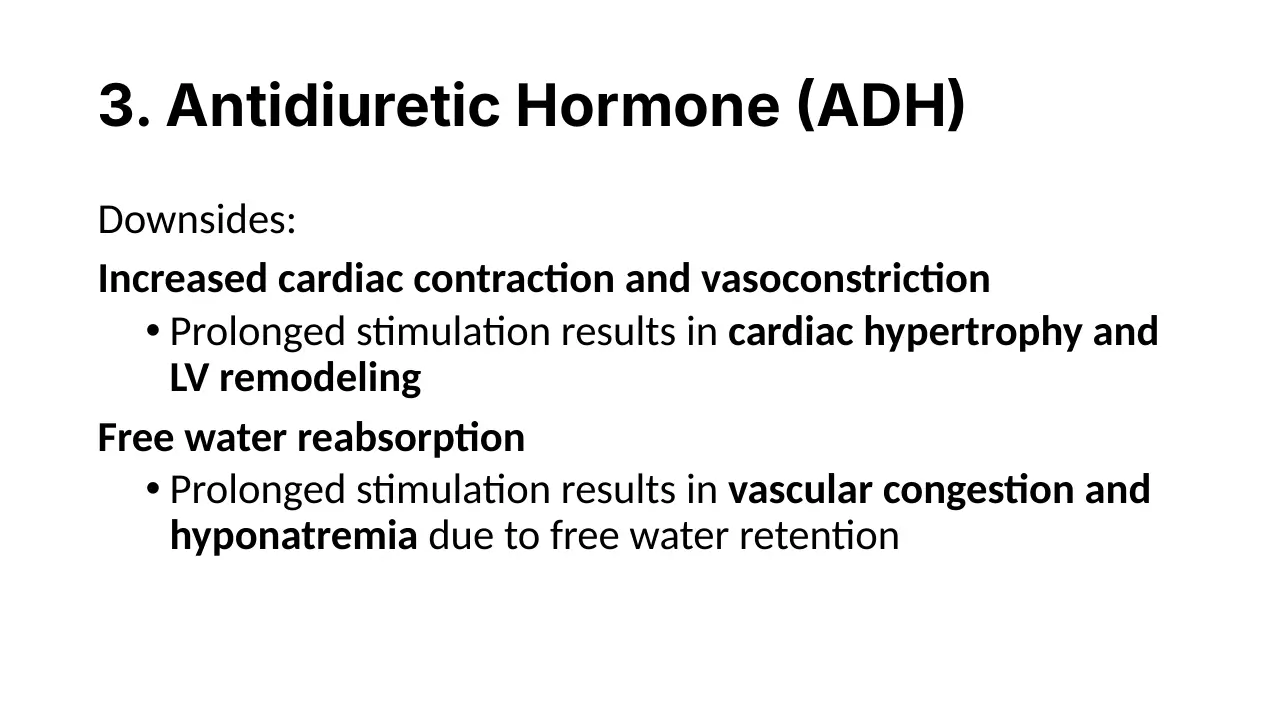 3. Antidiuretic Hormone (ADH)
Downsides:
Increased cardiac contraction and vasoconstriction
• Prolonged stimulation results in cardiac hypertrophy and
LV remodeling
Free water reabsorption
• Prolonged stimulation results in vascular congestion and
hyponatremia due to free water retention